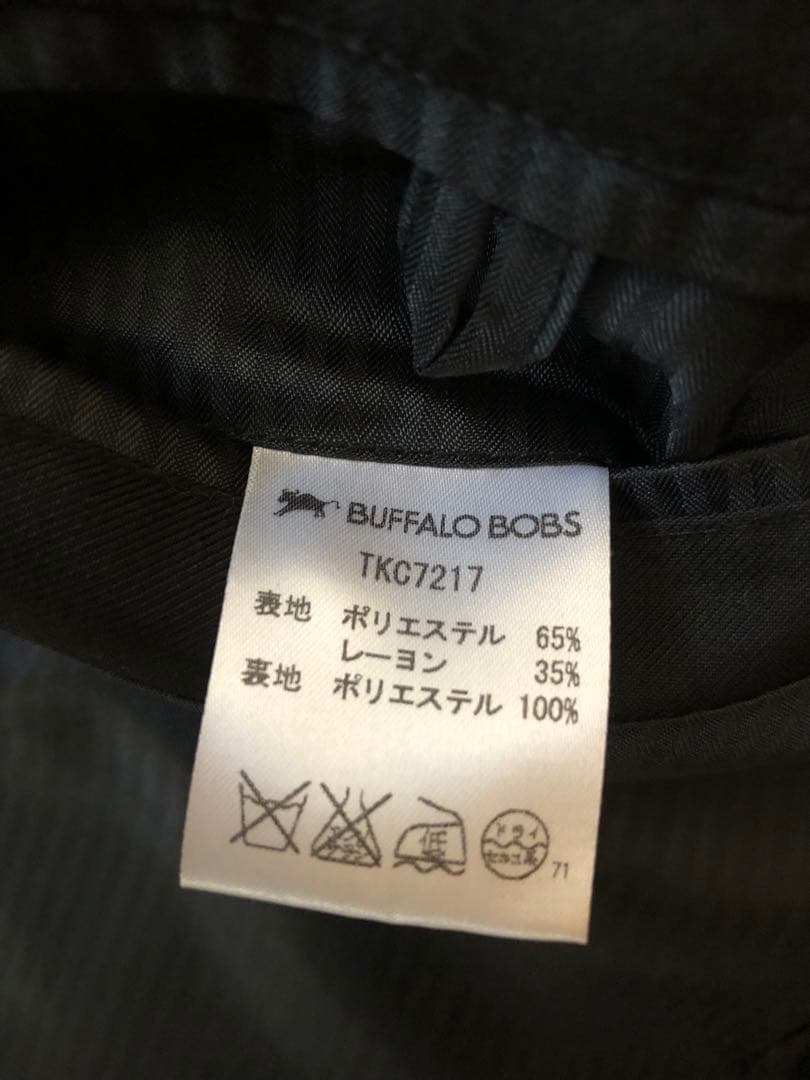 BUFFALO BOBS
TKC7217
表地 ポリエステル 65%
レーヨン 35%
裏地 ポリエステル 100%
低
ドライ
セキユ系
71